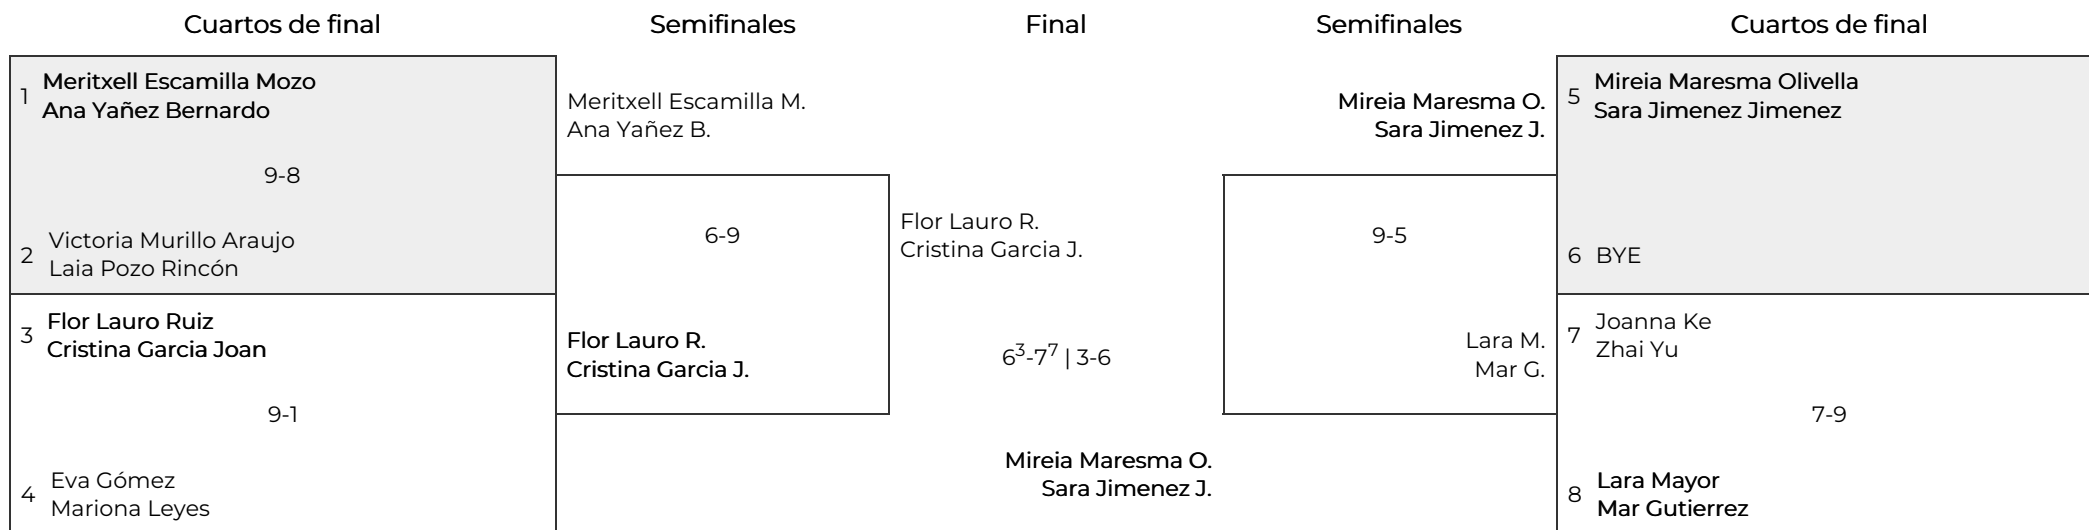 Cuartos de final
Semifinales
Final
Semifinales
Cuartos de final
1
Meritxell Escamilla Mozo
Ana Yañez Bernardo
9-8
2
Victoria Murillo Araujo
Laia Pozo Rincón
3
Flor Lauro Ruiz
Cristina Garcia Joan
9-1
4
Eva Gómez
Mariona Leyes
Meritxell Escamilla M.
Ana Yañez B.
6-9
Flor Lauro R.
Cristina Garcia J.
Flor Lauro R.
Cristina Garcia J.
6³-7⁷ | 3-6
Mireia Maresma O.
Sara Jimenez J.
Mireia Maresma O.
Sara Jimenez J.
9-5
Lara M.
Mar G.
5
Mireia Maresma Olivella
Sara Jimenez Jimenez
6 BYE
7
Joanna Ke
Zhai Yu
7-9
8
Lara Mayor
Mar Gutierrez